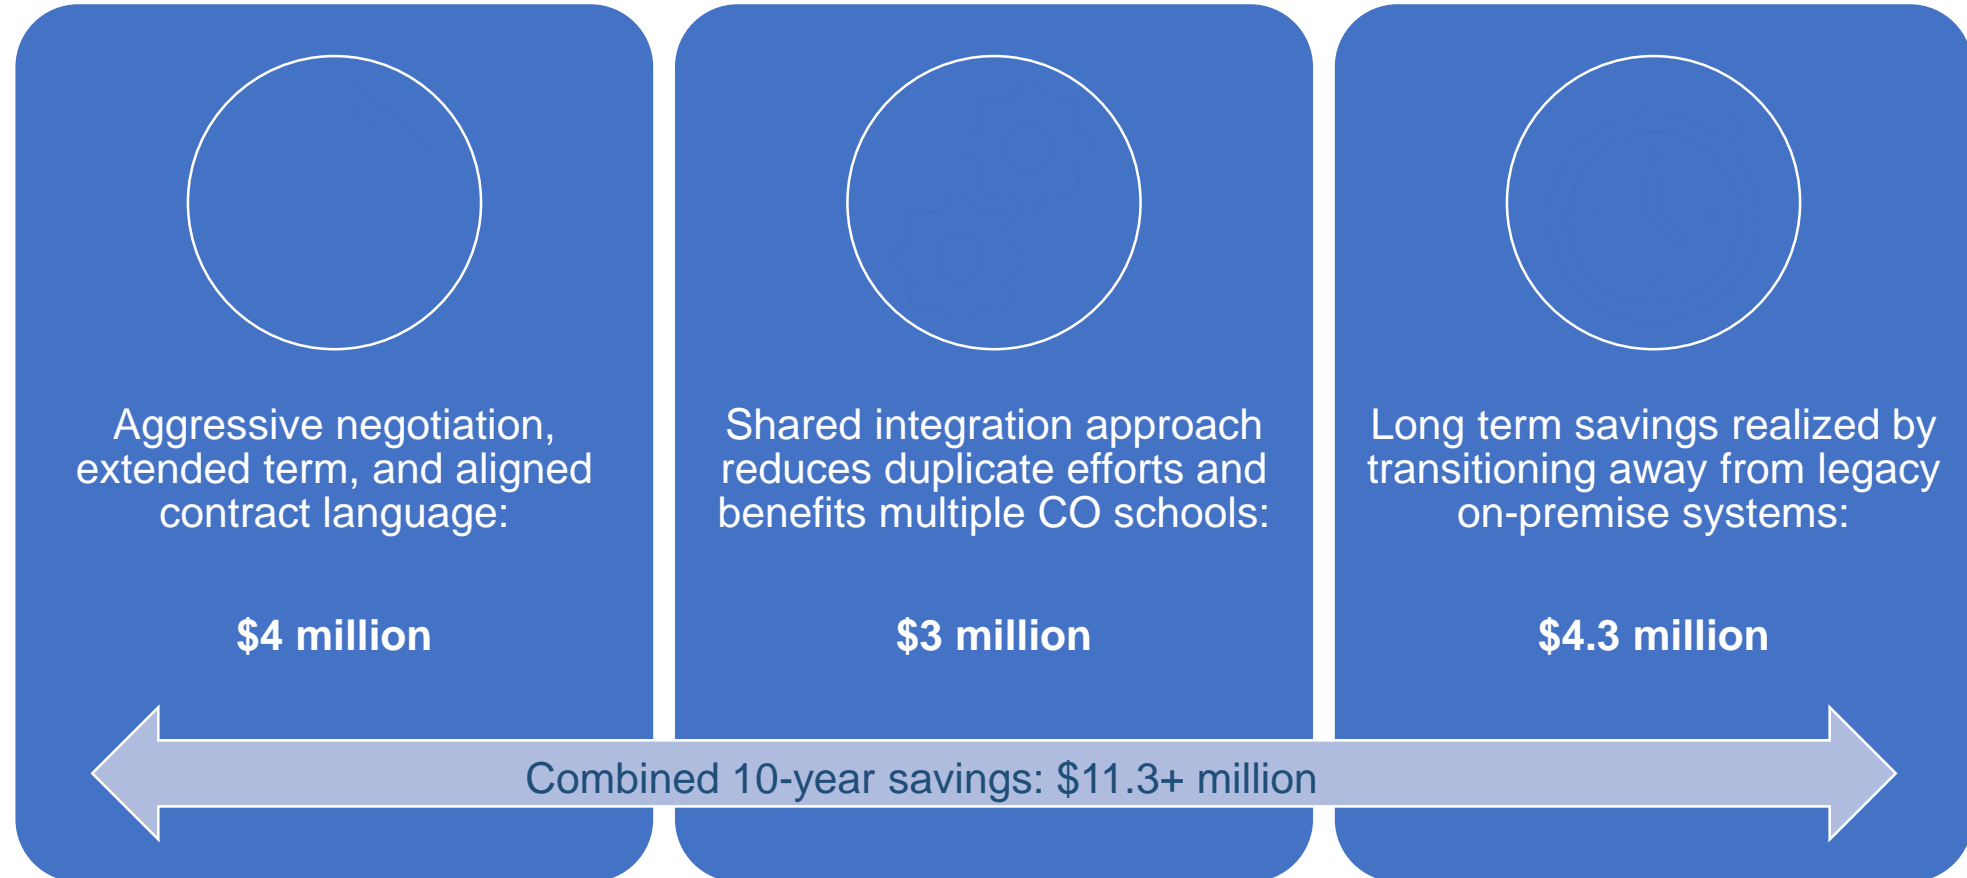 Aggressive negotiation,
extended term, and aligned
contract language:
$4 million
Shared integration approach
reduces duplicate efforts and
benefits multiple CO schools:
$3 million
Long term savings realized by
transitioning away from legacy
on-premise systems:
$4.3 million
Combined 10-year savings: $11.3+ million